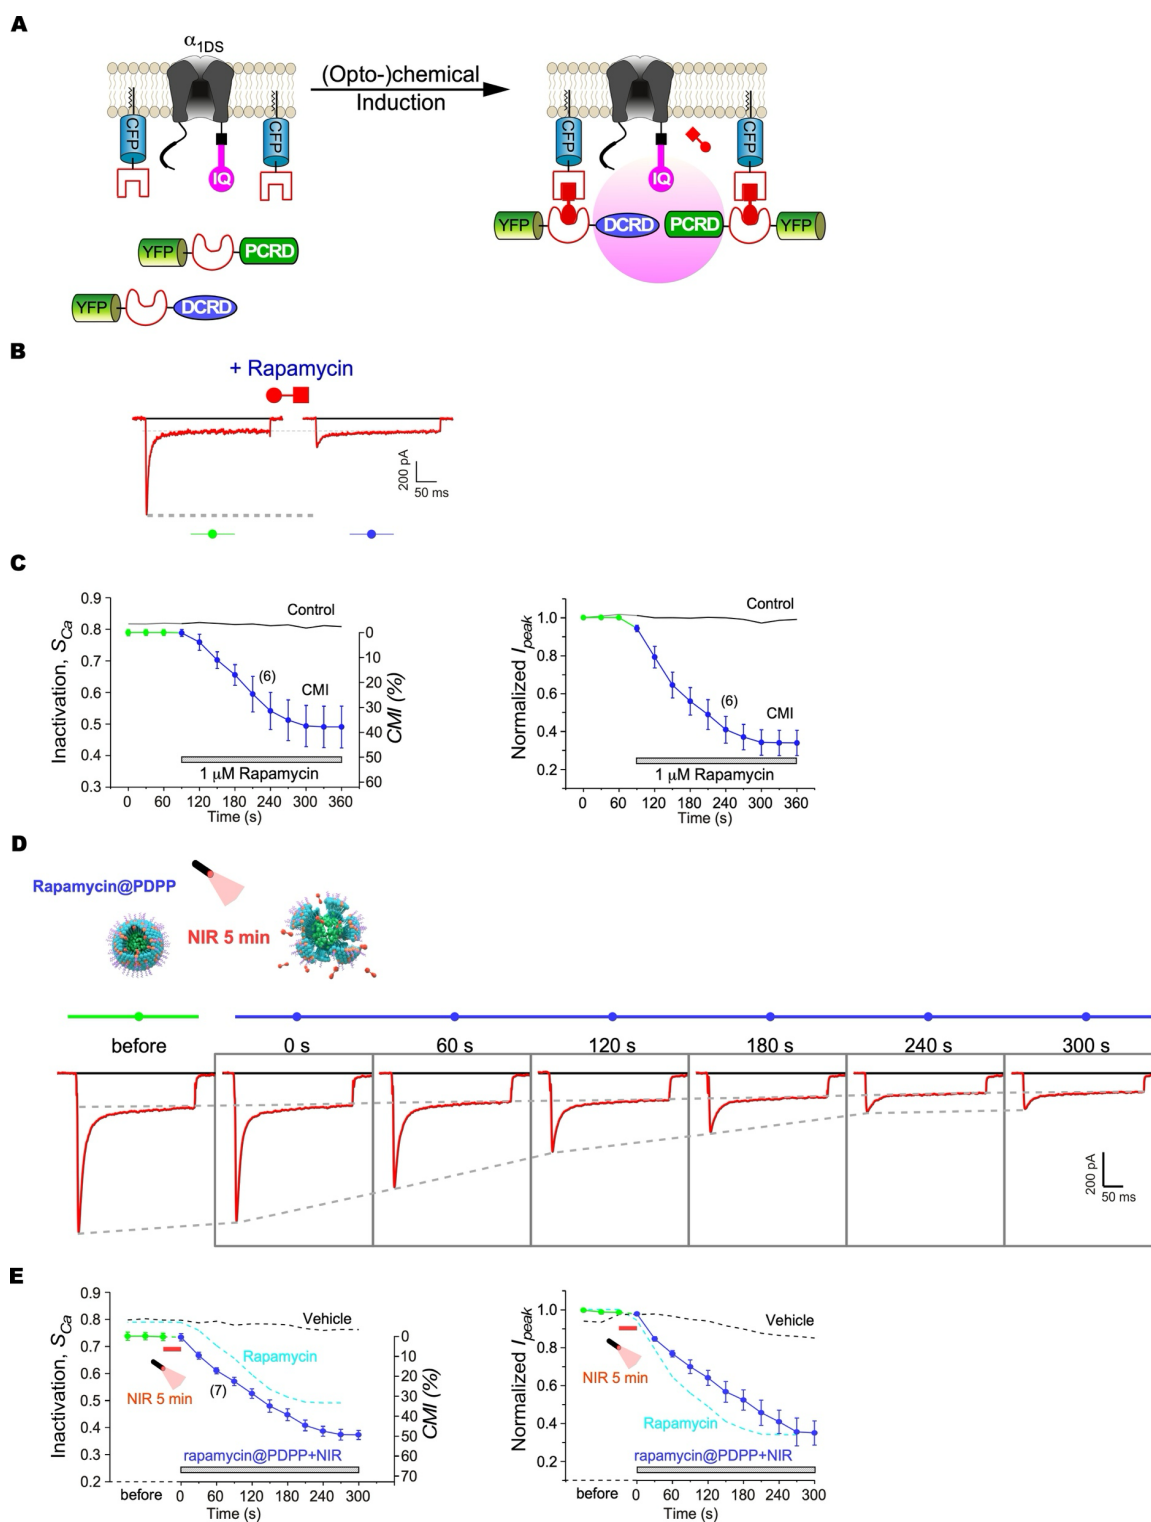 A
α1DS
(Opto-)chemical
Induction
CFP
CFP
IQ
YFP
PCRD
YFP
DCRD
CFP
CFP
IQ
YFP
DCRD
PCRD
YFP
B
+ Rapamycin
200 pA
50 ms
C
Inactivation, SCa
0.9
0.8
0.7
0.6
0.5
0.4
0.3
Control
(6)
CMI
1 μM Rapamycin
0
10
20
30
40
50
60
CMI (%)
0 60 120 180 240 300 360
Time (s)
Normalized Ipeak
1.0
0.8
0.6
0.4
0.2
Control
(6)
CMI
1 μM Rapamycin
0 60 120 180 240 300 360
Time (s)
D
Rapamycin@PDPP
NIR 5 min
before 0 s 60 s 120 s 180 s 240 s 300 s
200 pA
50 ms
E
Inactivation, SCa
0.9
0.8
0.7
0.6
0.5
0.4
0.3
0.2
Vehicle
Rapamycin
NIR 5 min
(7)
rapamycin@PDPP+NIR
0
10
20
30
40
50
60
70
CMI (%)
before 0 60 120 180 240 300
Time (s)
Normalized Ipeak
1.0
0.8
0.6
0.4
0.2
Vehicle
NIR 5 min
Rapamycin
rapamycin@PDPP+NIR
before 0 60 120 180 240 300
Time (s)